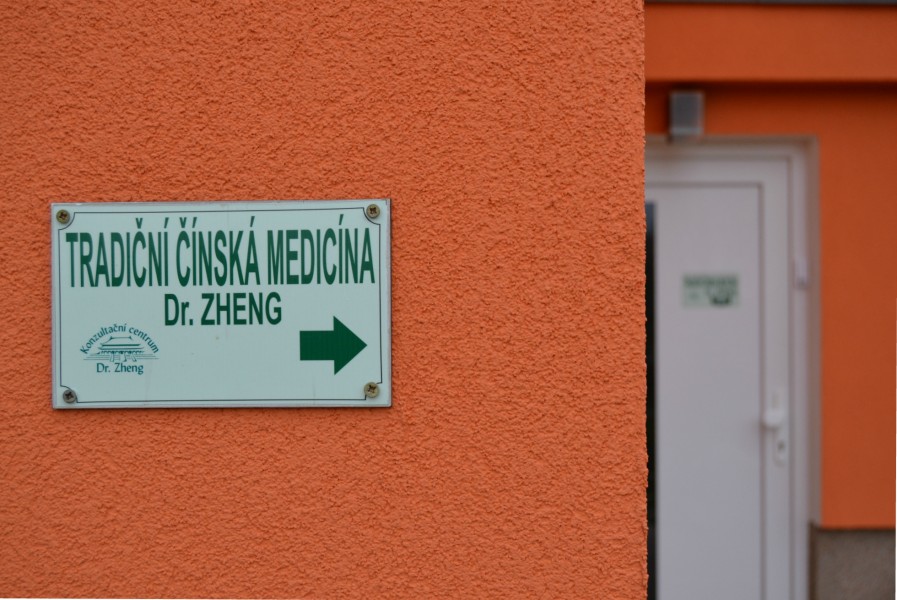 TRADIČNÍ ČÍNSKÁ MEDICÍNA
Dr. ZHENG
Konzultační centrum
Dr. Zheng